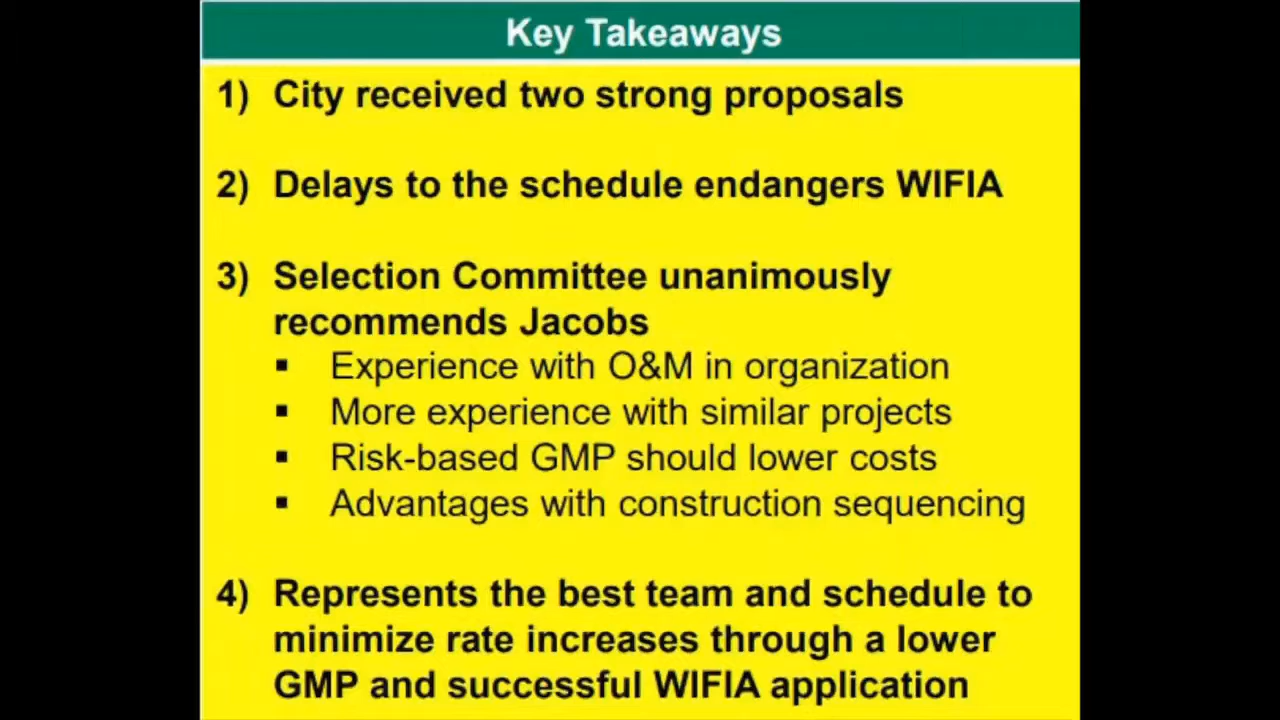 Key Takeaways
1) City received two strong proposals
2) Delays to the schedule endangers WIFIA
3) Selection Committee unanimously
recommends Jacobs
▪ Experience with O&M in organization
▪ More experience with similar projects
▪ Risk-based GMP should lower costs
▪ Advantages with construction sequencing
4) Represents the best team and schedule to
minimize rate increases through a lower
GMP and successful WIFIA application